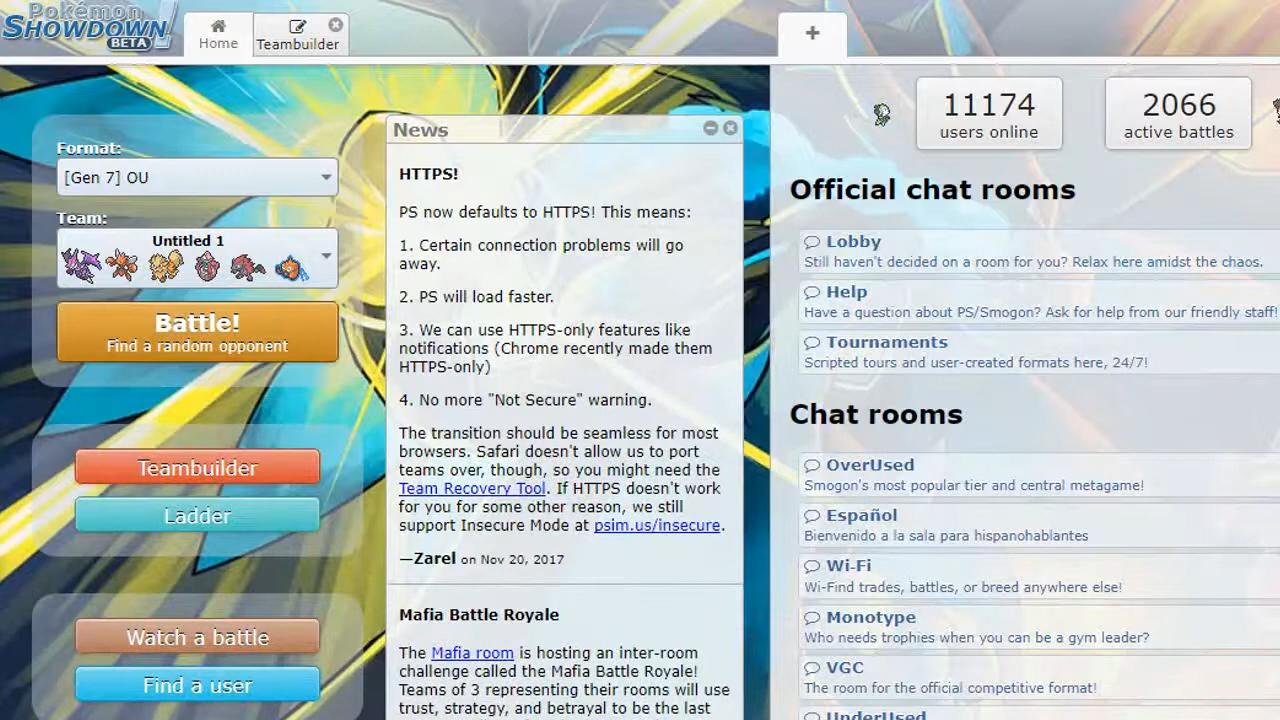 Pokémon
SHOWDOWN!
BETA
Home
Teambuilder
+
Format:
[Gen 7] OU
Team:
Untitled 1
Battle!
Find a random opponent
Teambuilder
Ladder
Watch a battle
Find a user
News
HTTPS!
PS now defaults to HTTPS! This means:
1. Certain connection problems will go
away.
2. PS will load faster.
3. We can use HTTPS-only features like
notifications (Chrome recently made them
HTTPS-only)
4. No more "Not Secure" warning.
The transition should be seamless for most
browsers. Safari doesn't allow us to port
teams over, though, so you might need the
Team Recovery Tool. If HTTPS doesn't work
for you for some other reason, we still
support Insecure Mode at psim.us/insecure.
—Zarel on Nov 20, 2017
Mafia Battle Royale
The Mafia room is hosting an inter-room
challenge called the Mafia Battle Royale!
Teams of 3 representing their rooms will use
trust, strategy, and betrayal to be the last
11174
users online
2066
active battles
Official chat rooms
Lobby
Still haven't decided on a room for you? Relax here amidst the chaos.
Help
Have a question about PS/Smogon? Ask for help from our friendly staff!
Tournaments
Scripted tours and user-created formats here, 24/7!
Chat rooms
OverUsed
Smogon's most popular tier and central metagame!
Español
Bienvenido a la sala para hispanohablantes
Wi-Fi
Wi-Find trades, battles, or breed anywhere else!
Monotype
Who needs trophies when you can be a gym leader?
VGC
The room for the official competitive format!
UnderUsed